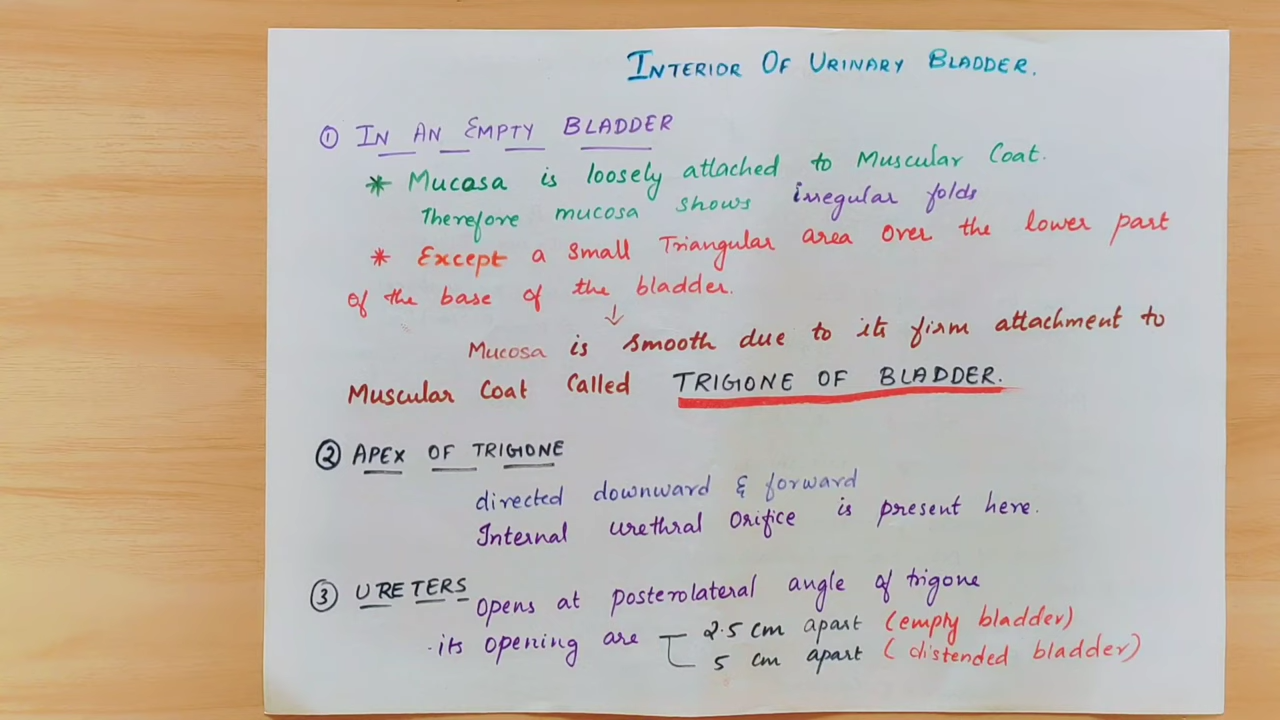 INTERIOR OF URINARY BLADDER.
① IN AN EMPTY BLADDER
* Mucosa is loosely attached to Muscular Coat.
Therefore mucosa shows irregular folds
* Except a small Triangular area over the lower part
of the base of the bladder.
↓
Mucosa is smooth due to its firm attachment to
Muscular Coat Called TRIGIONE OF BLADDER.
② APEX OF TRIGIONE
directed downward & forward
Internal urethral Orifice is present here.
③ URETERS
Opens at posterolateral angle of trigone
its opening are 2.5 cm apart (empty bladder)
5 cm apart (distended bladder)